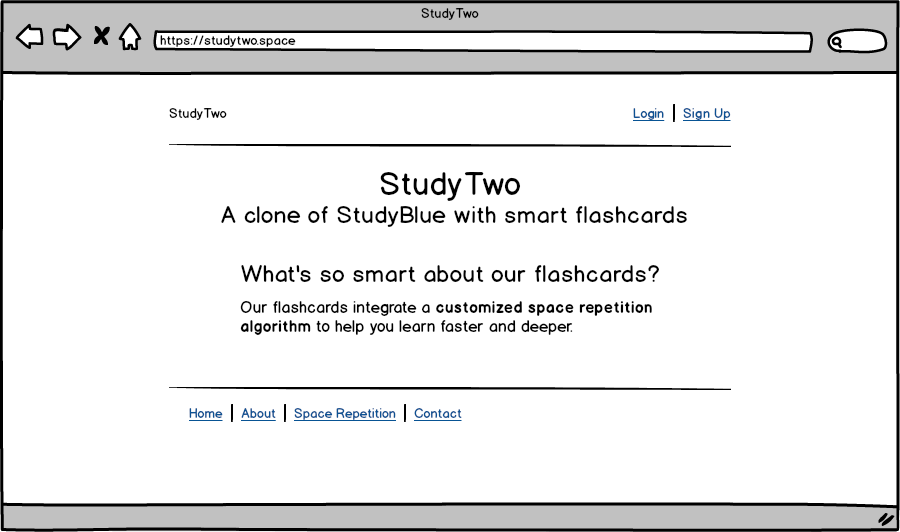 StudyTwo
https://studytwo.space
StudyTwo
Login | Sign Up
StudyTwo
A clone of StudyBlue with smart flashcards
What's so smart about our flashcards?
Our flashcards integrate a customized space repetition
algorithm to help you learn faster and deeper.
Home | About | Space Repetition | Contact